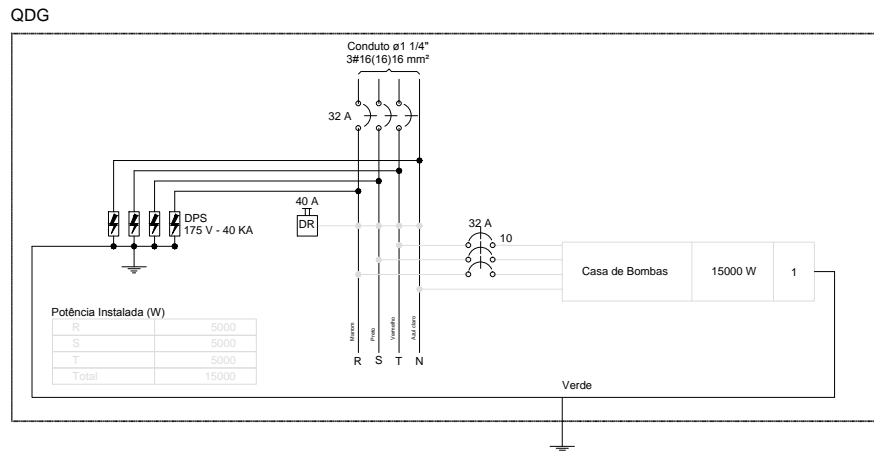 QDG
Conduto ø1 1/4"
3#16(16)16 mm²
32 A
DPS
175 V - 40 KA
40 A
DR
32 A
10
Casa de Bombas
15000 W
1
Potência Instalada (W)
R 5000
S 5000
T 5000
Total 15000
Marrom
Preto
Vermelho
Azul claro
R S T N
Verde